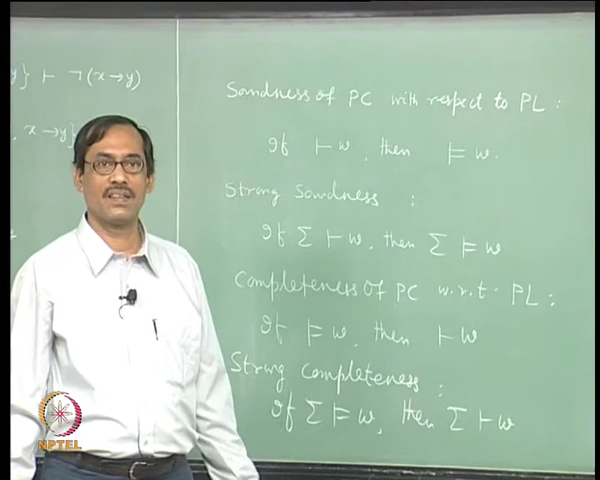 y} ⊢ ¬(x→y)
, x→y}
Soundness of PC with respect to PL :
If ⊢ w, then ⊨ w.
Strong Soundness :
If Σ ⊢ w, then Σ ⊨ w
Completeness of PC w.r.t. PL :
If ⊨ w, then ⊢ w
Strong completeness :
If Σ ⊨ w, then Σ ⊢ w
NPTEL